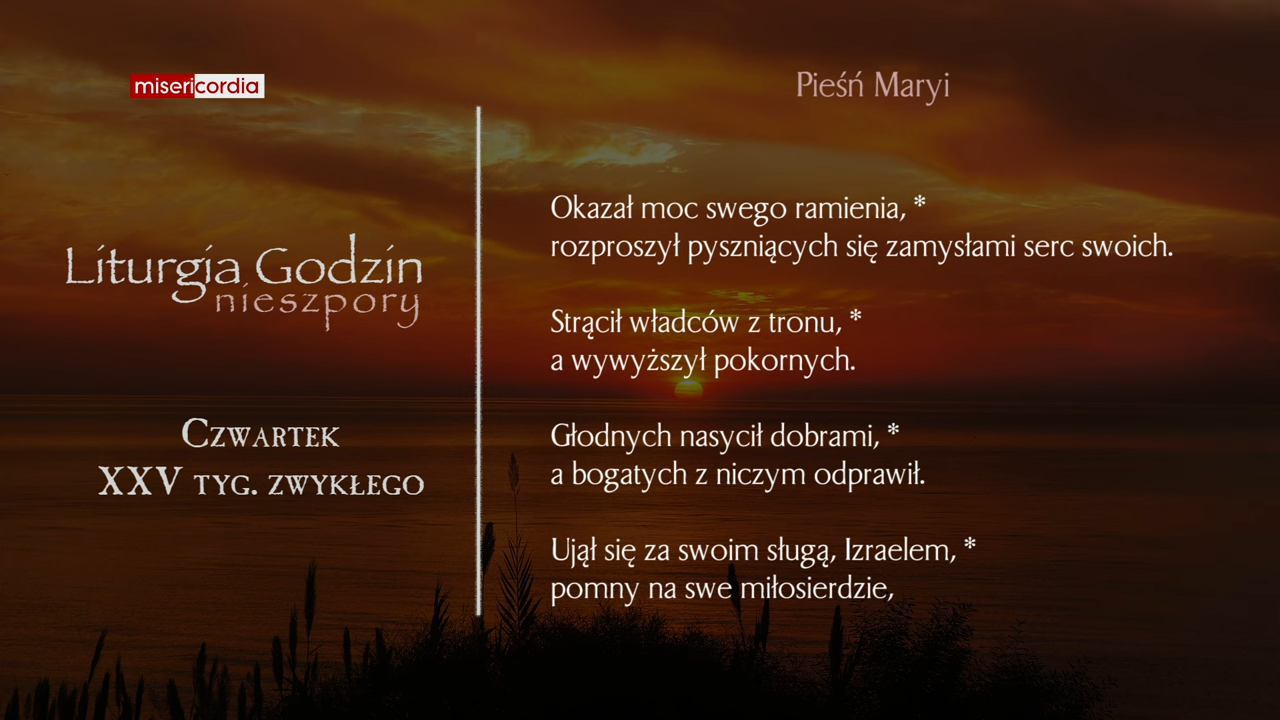 misericordia
Liturgia Godzin
nieszpory
Czwartek
XXV tyg. zwykłego
Pieśń Maryi
Okazał moc swego ramienia, *
rozproszył pyszniących się zamysłami serc swoich.
Strącił władców z tronu, *
a wywyższył pokornych.
Głodnych nasycił dobrami, *
a bogatych z niczym odprawił.
Ujął się za swoim sługą, Izraelem, *
pomny na swe miłosierdzie,